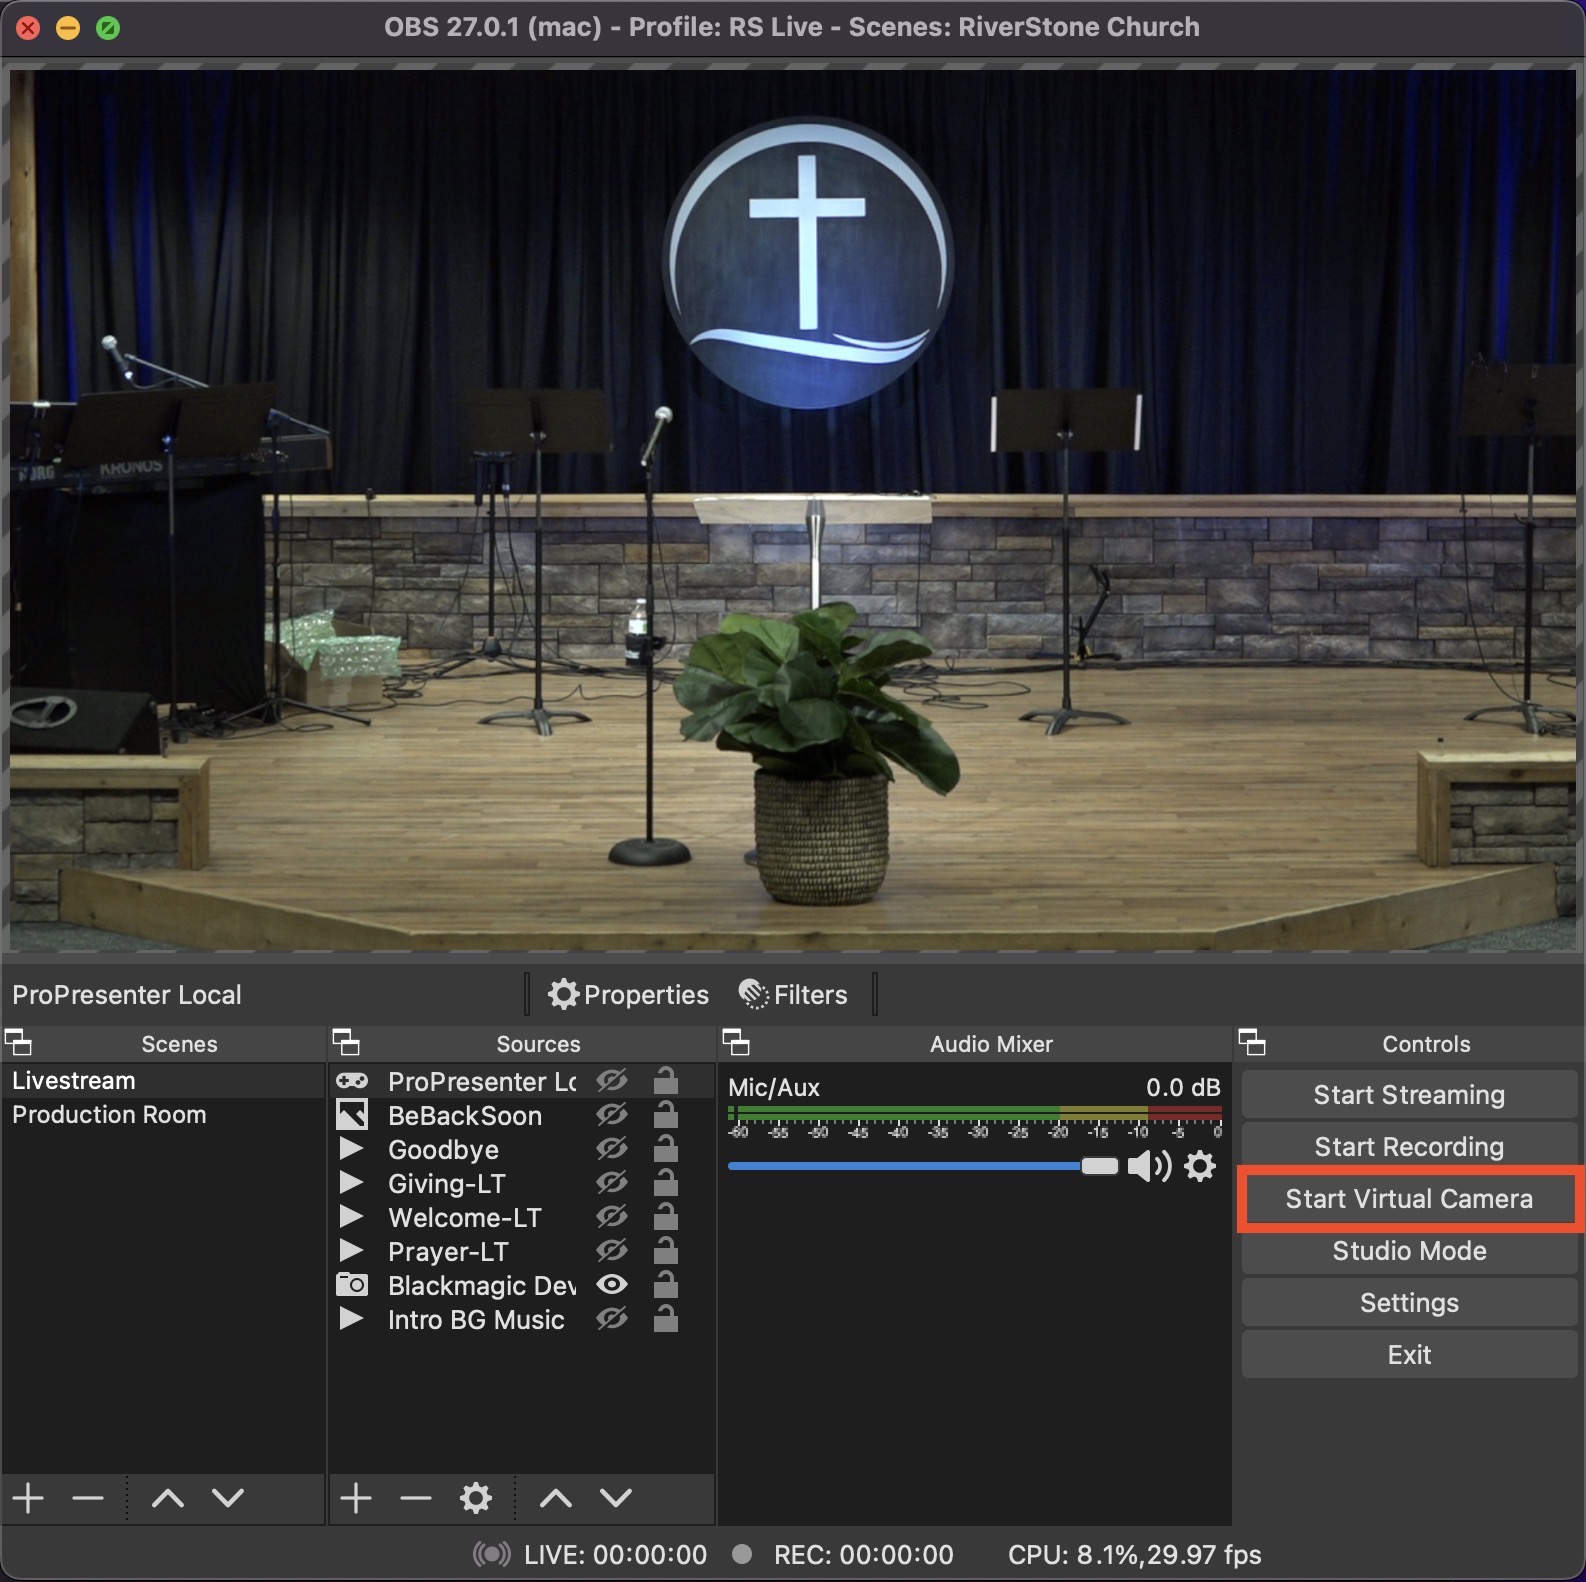 OBS 27.0.1 (mac) - Profile: RS Live - Scenes: RiverStone Church
KORG
KRONOS
ProPresenter Local
Properties
Filters
Scenes
Livestream
Production Room
Sources
ProPresenter Lo
BeBackSoon
Goodbye
Giving-LT
Welcome-LT
Prayer-LT
Blackmagic Dev
Intro BG Music
Audio Mixer
Mic/Aux 0.0 dB
-60 -55 -50 -45 -40 -35 -30 -25 -20 -15 -10 -5 0
Controls
Start Streaming
Start Recording
Start Virtual Camera
Studio Mode
Settings
Exit
LIVE: 00:00:00 REC: 00:00:00 CPU: 8.1%,29.97 fps